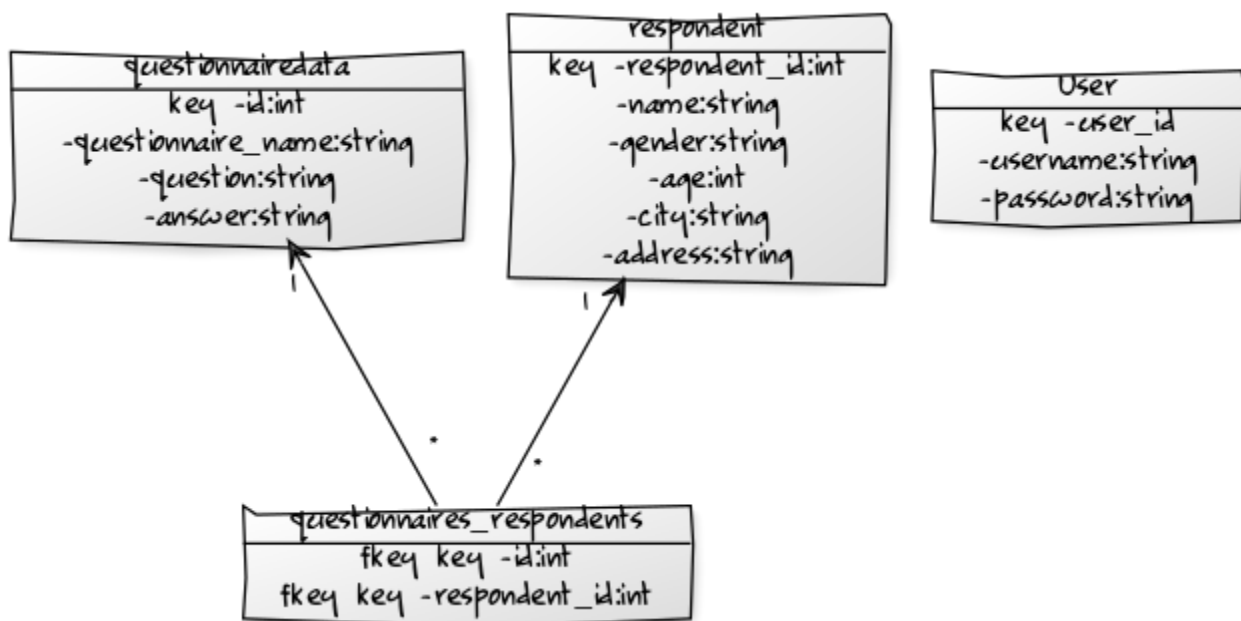 questionnairedata
key -id:int
-questionnaire_name:string
-question:string
-answer:string
respondent
key -respondent_id:int
-name:string
-gender:string
-age:int
-city:string
-address:string
User
key -user_id
-username:string
-password:string
1
1
*
*
questionnaires_respondents
fkey key -id:int
fkey key -respondent_id:int